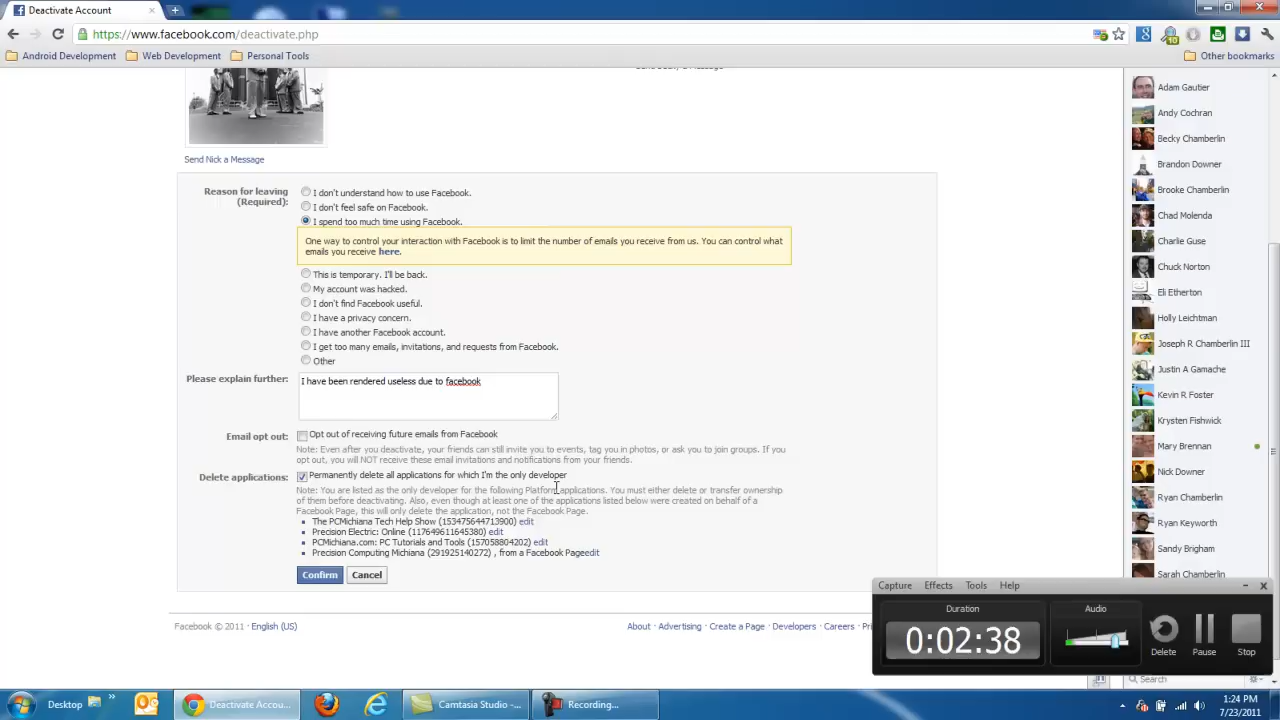 Deactivate Account
https://www.facebook.com/deactivate.php
10
Android Development
Web Development
Personal Tools
Other bookmarks
Send Nick a Message
Reason for leaving
(Required):
I don't understand how to use Facebook.
I don't feel safe on Facebook.
I spend too much time using Facebook.
One way to control your interaction with Facebook is to limit the number of emails you receive from us. You can control what
emails you receive here.
This is temporary. I'll be back.
My account was hacked.
I don't find Facebook useful.
I have a privacy concern.
I have another Facebook account.
I get too many emails, invitations, and requests from Facebook.
Other
Please explain further:
I have been rendered useless due to facebook
Email opt out:
Opt out of receiving future emails from Facebook
Note: Even after you deactivate, your friends can still invite you to events, tag you in photos, or ask you to join groups. If you
opt out, you will NOT receive these email invitations and notifications from your friends.
Delete applications:
Permanently delete all applications for which I'm the only developer
Note: You are listed as the only developer for the following Platform applications. You must either delete or transfer ownership
of them before deactivating. Also, even though at least one of the applications listed below were created on behalf of a
Facebook Page, this will only delete the application, not the Facebook Page.
The PCMichiana Tech Help Show (153475644713900) edit
Precision Electric: Online (117649611645380) edit
PCMichiana.com: PC Tutorials and Tools (157058804202) edit
Precision Computing Michiana (291925140272) , from a Facebook Pageedit
Confirm
Cancel
Facebook © 2011 · English (US)
About · Advertising · Create a Page · Developers · Careers · Pri
Adam Gautier
Andy Cochran
Becky Chamberlin
Brandon Downer
Brooke Chamberlin
Chad Molenda
Charlie Guse
Chuck Norton
Eli Etherton
Holly Leichtman
Joseph R Chamberlin III
Justin A Gamache
Kevin R Foster
Krysten Fishwick
Mary Brennan
Nick Downer
Ryan Chamberlin
Ryan Keyworth
Sandy Brigham
Sarah Chamberlin
Search
Capture
Effects
Tools
Help
Duration
Audio
0:02:38
Delete
Pause
Stop
Desktop
Deactivate Accou...
Camtasia Studio -...
Recording...
1:24 PM
7/23/2011